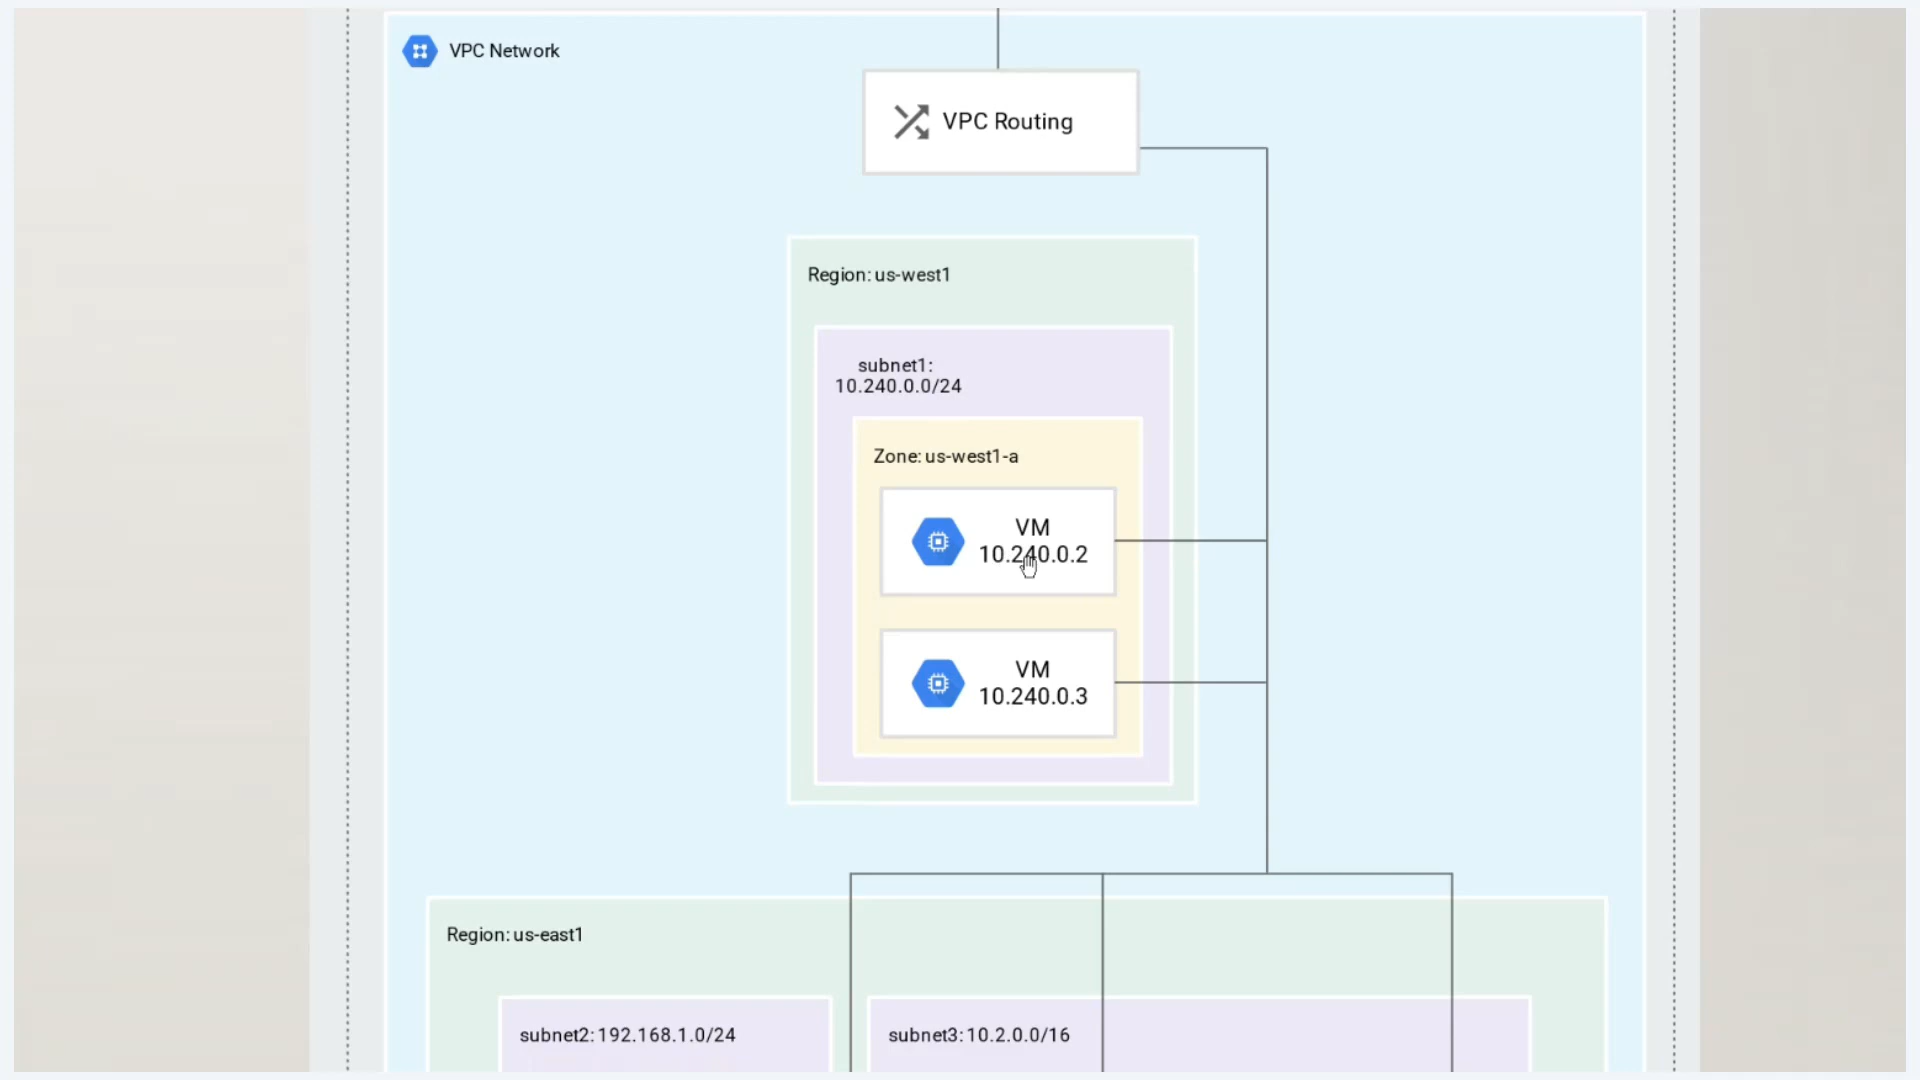 VPC Network
VPC Routing
Region: us-west1
subnet1:
10.240.0.0/24
Zone: us-west1-a
VM
10.240.0.2
VM
10.240.0.3
Region: us-east1
subnet2: 192.168.1.0/24
subnet3: 10.2.0.0/16